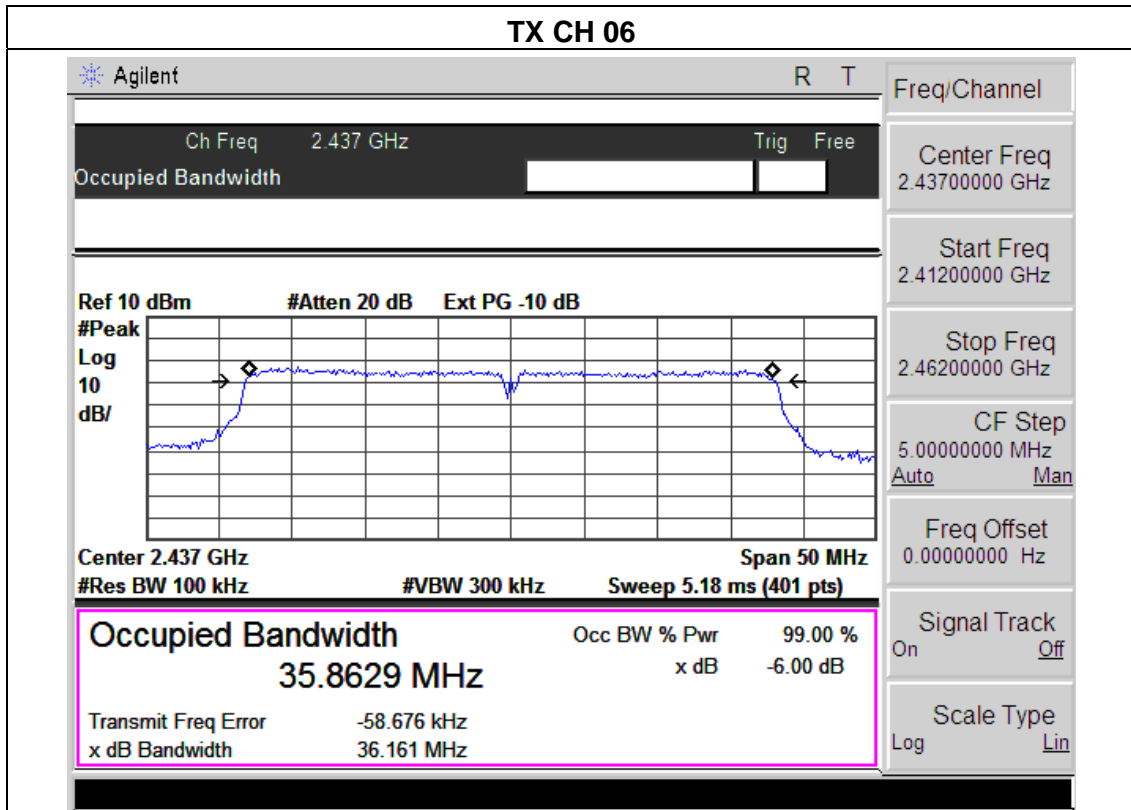 TX CH 06
Agilent R T
Freq/Channel
Ch Freq 2.437 GHz Trig Free
Occupied Bandwidth
Center Freq
2.43700000 GHz
Start Freq
2.41200000 GHz
Stop Freq
2.46200000 GHz
CF Step
5.00000000 MHz
Auto Man
Freq Offset
0.00000000 Hz
Signal Track
On Off
Scale Type
Log Lin
Ref 10 dBm #Atten 20 dB Ext PG -10 dB
#Peak
Log
10
dB/
Center 2.437 GHz Span 50 MHz
#Res BW 100 kHz #VBW 300 kHz Sweep 5.18 ms (401 pts)
Occupied Bandwidth Occ BW % Pwr 99.00 %
35.8629 MHz x dB -6.00 dB
Transmit Freq Error -58.676 kHz
x dB Bandwidth 36.161 MHz